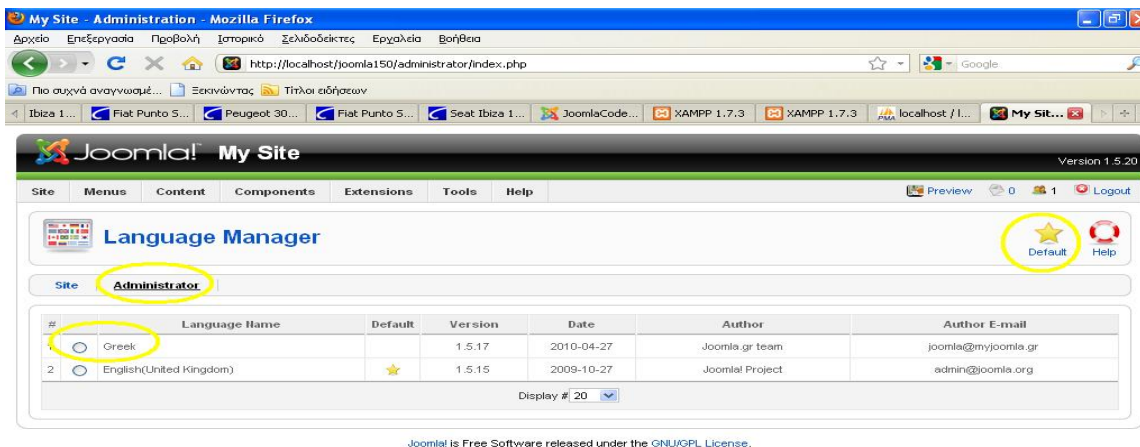 My Site - Administration - Mozilla Firefox
Αρχείο Επεξεργασία Προβολή Ιστορικό Σελιδοδείκτες Εργαλεία Βοήθεια
http://localhost/joomla150/administrator/index.php Google
Πιο συχνά αναγνωσμέ... Ξεκινώντας Τίτλοι ειδήσεων
Ibiza 1... Fiat Punto S... Peugeot 30... Fiat Punto S... Seat Ibiza 1... JoomlaCode... XAMPP 1.7.3 XAMPP 1.7.3 localhost / l... My Sit...
Joomla! My Site
Version 1.5.20
Site Menus Content Components Extensions Tools Help Preview 0 1 Logout
Language Manager
Default Help
Site Administrator
# Language Name Default Version Date Author Author E-mail
1 Greek 1.5.17 2010-04-27 Joomla.gr team joomla@myjoomla.gr
2 English(United Kingdom) 1.5.15 2009-10-27 Joomla! Project admin@joomla.org
Display # 20
Joomla! is Free Software released under the GNU/GPL License.